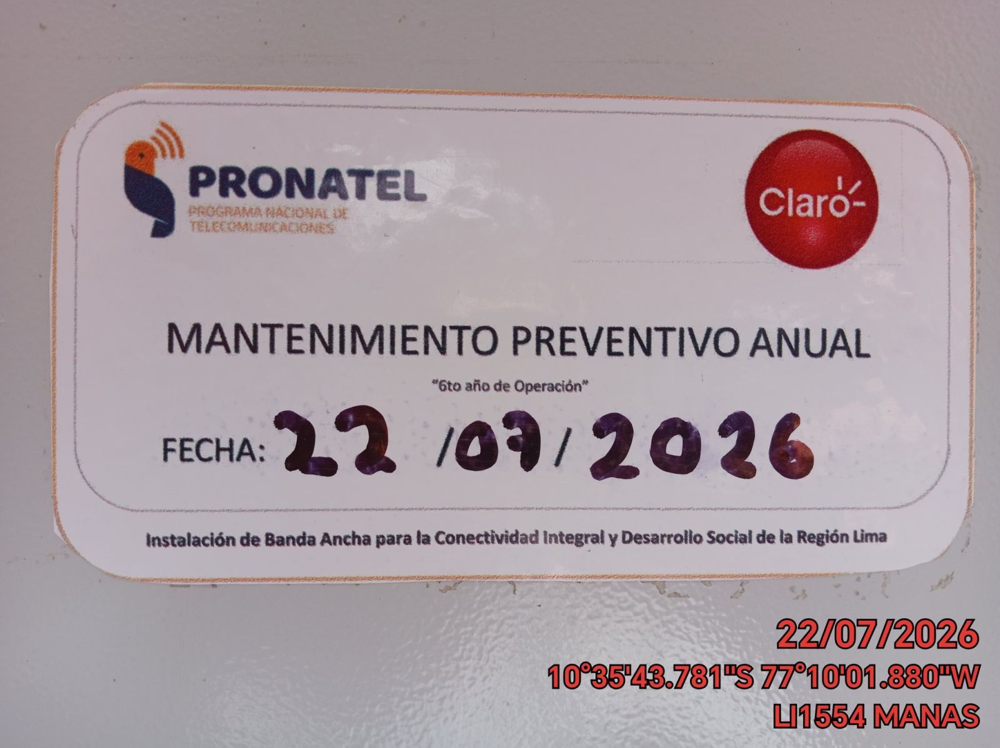 PRONATEL
PROGRAMA NACIONAL DE
TELECOMUNICACIONES
Claro
MANTENIMIENTO PREVENTIVO ANUAL
"6to año de Operación"
FECHA: 22 /07/ 2026
Instalación de Banda Ancha para la Conectividad Integral y Desarrollo Social de la Región Lima
22/07/2026
10°35'43.781"S 77°10'01.880"W
LI1554 MANAS